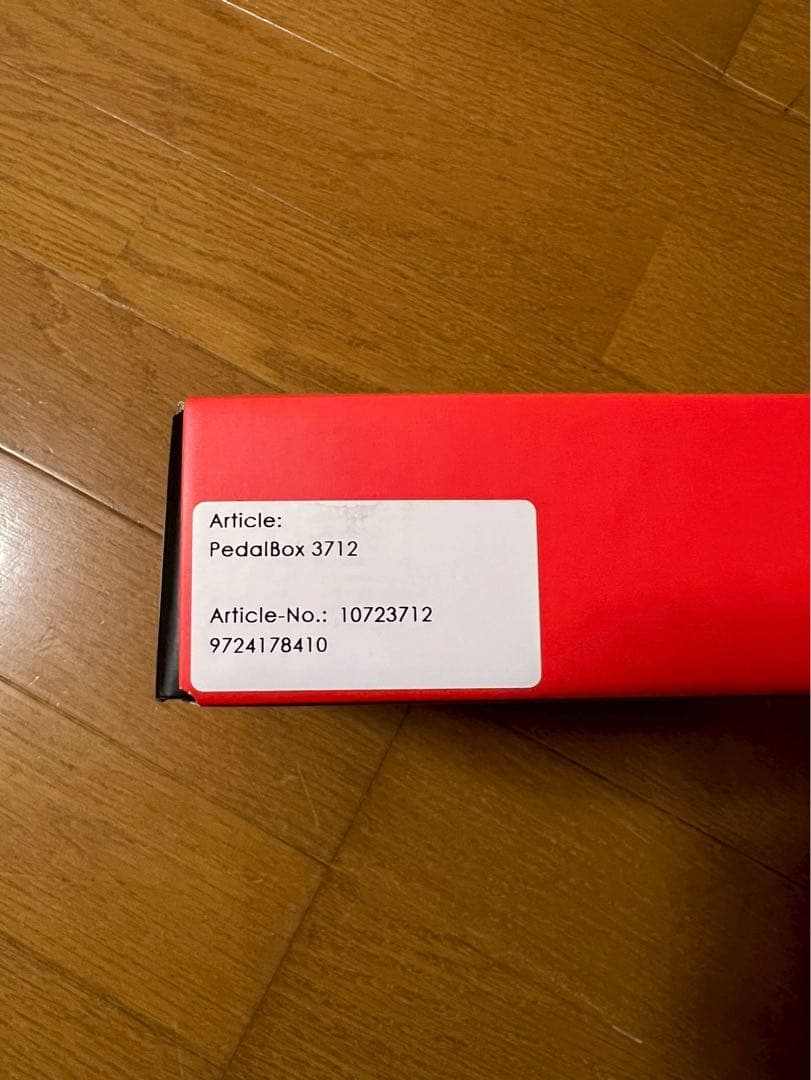 Article:
PedalBox 3712
Article-No.: 10723712
9724178410